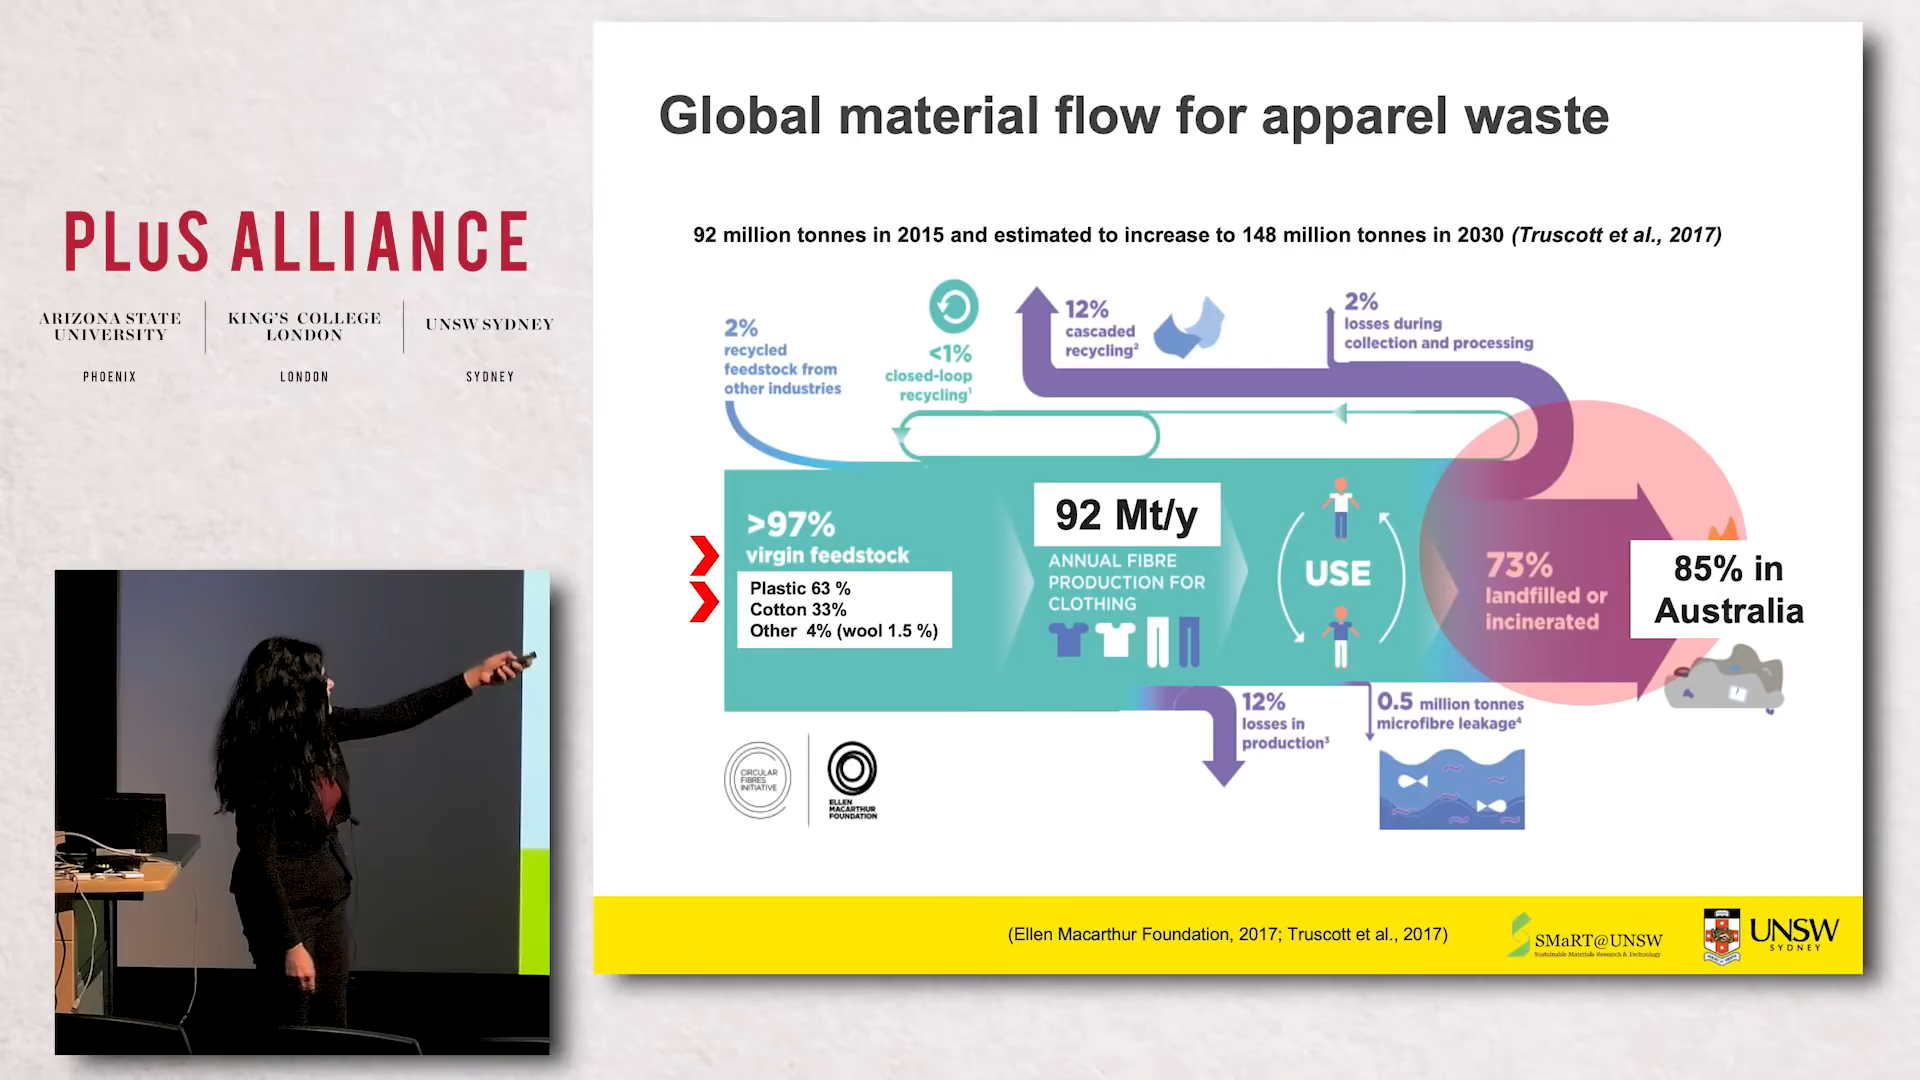 PLuS ALLIANCE
ARIZONA STATE
UNIVERSITY
PHOENIX
KING'S COLLEGE
LONDON
LONDON
UNSW SYDNEY
SYDNEY
Global material flow for apparel waste
92 million tonnes in 2015 and estimated to increase to 148 million tonnes in 2030 (Truscott et al., 2017)
2%
recycled
feedstock from
other industries
<1%
closed-loop
recycling¹
12%
cascaded
recycling²
2%
losses during
collection and processing
>97%
virgin feedstock
Plastic 63 %
Cotton 33%
Other 4% (wool 1.5 %)
92 Mt/y
ANNUAL FIBRE
PRODUCTION FOR
CLOTHING
USE
73%
landfilled or
incinerated
85% in
Australia
12%
losses in
production³
0.5 million tonnes
microfibre leakage⁴
CIRCULAR
FIBRES
INITIATIVE
ELLEN
MACARTHUR
FOUNDATION
(Ellen Macarthur Foundation, 2017; Truscott et al., 2017)
SMaRT@UNSW
Sustainable Materials Research & Technology
UNSW
SYDNEY